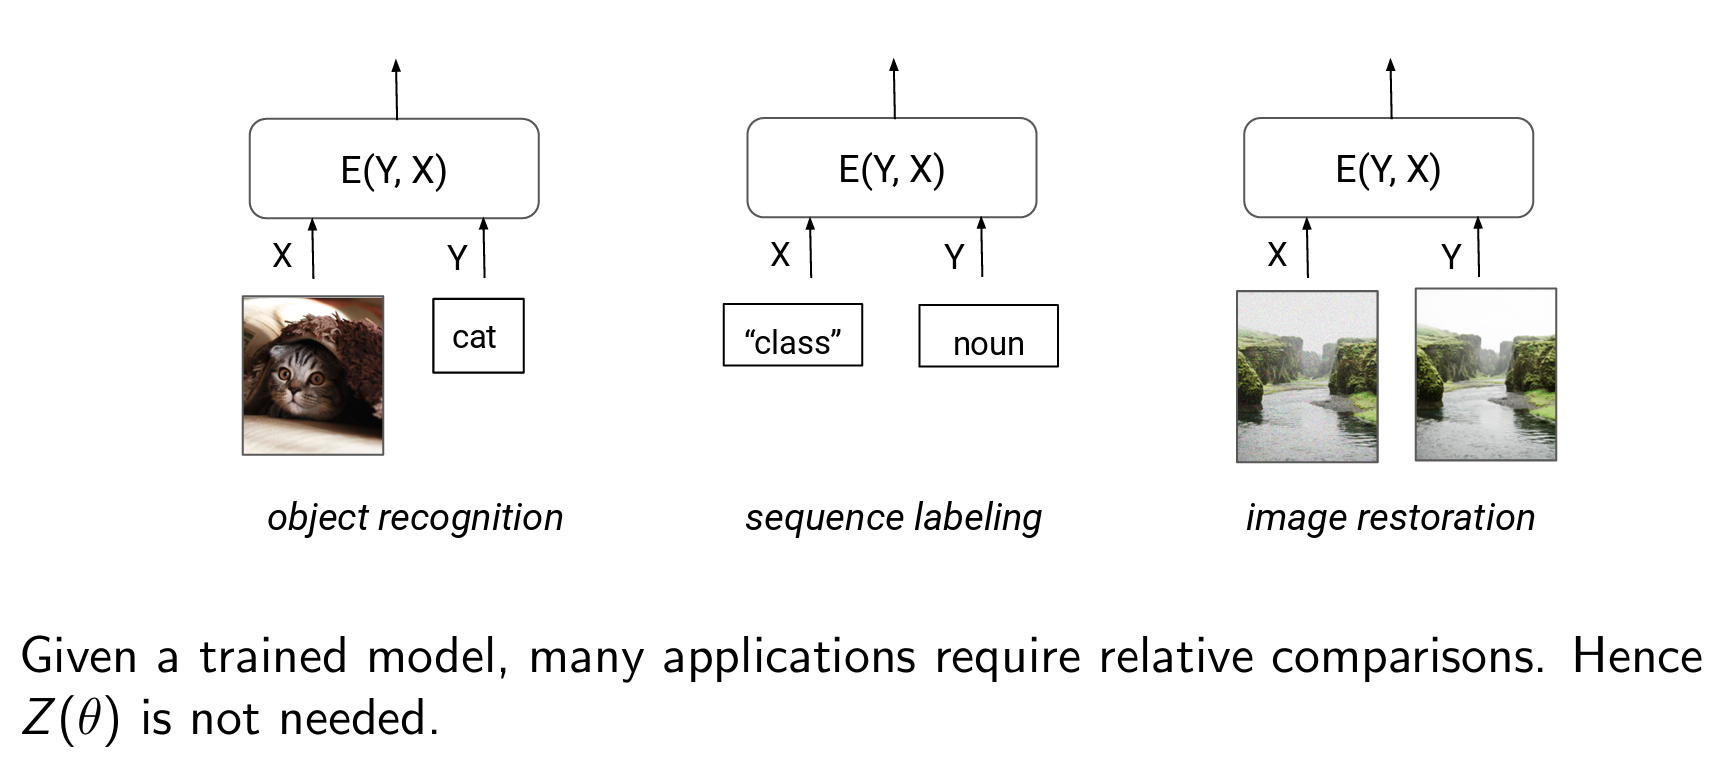 E(Y, X) E(Y, X) E(Y, X)
X Y X Y X Y
cat "class" noun
object recognition sequence labeling image restoration
Given a trained model, many applications require relative comparisons. Hence
Z(θ) is not needed.